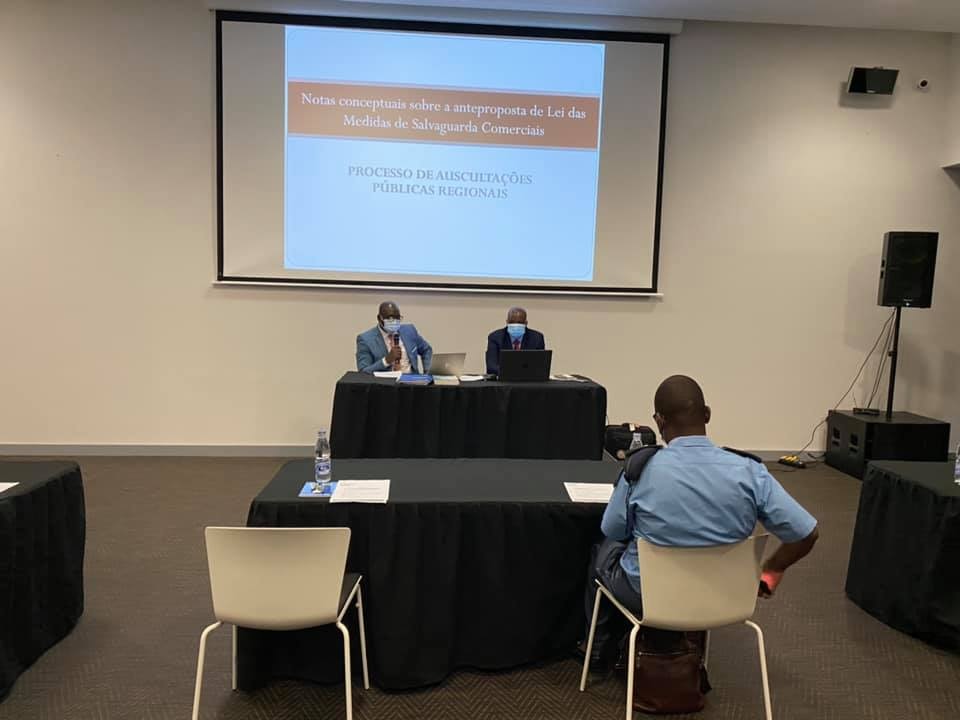 Notas conceptuais sobre a anteproposta de Lei das
Medidas de Salvaguarda Comerciais
PROCESSO DE AUSCULTAÇÕES
PÚBLICAS REGIONAIS